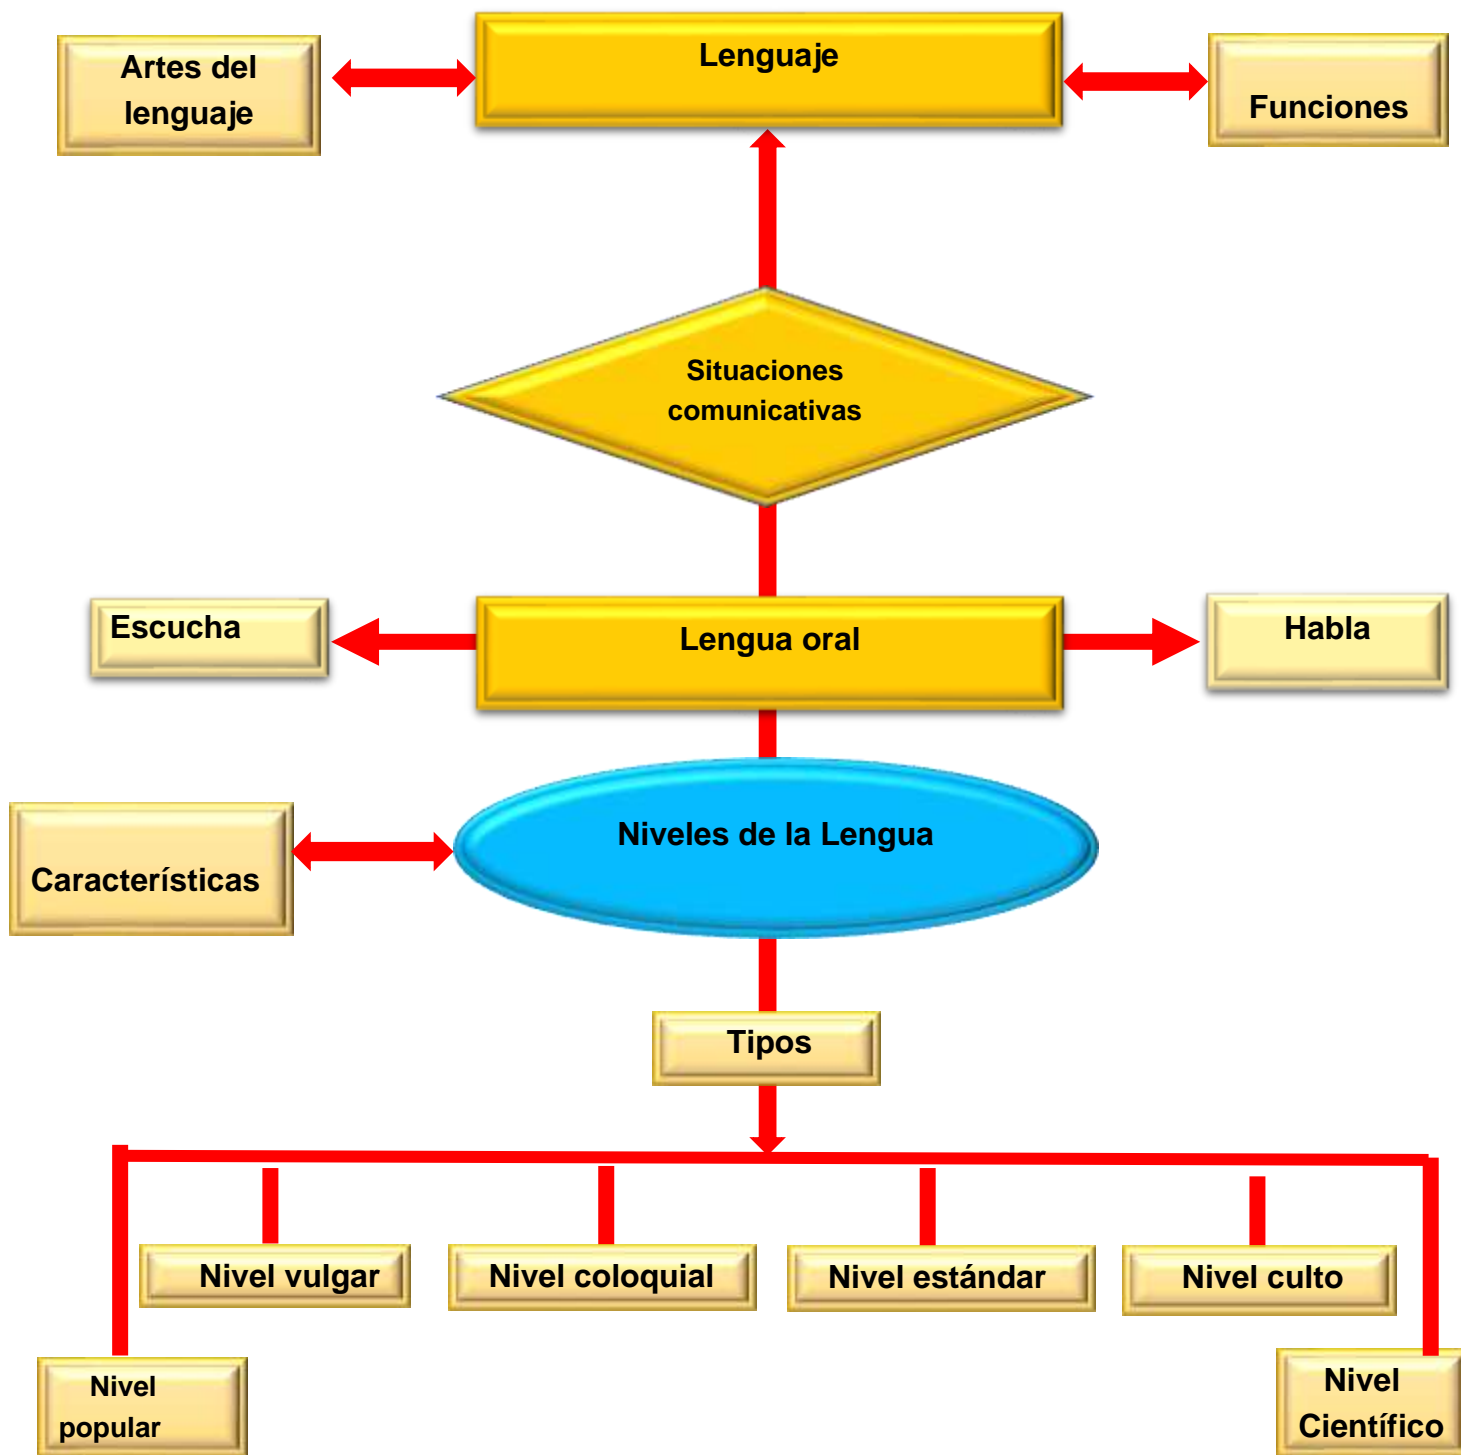 Artes del
lenguaje
Lenguaje
Funciones
Situaciones
comunicativas
Escucha
Lengua oral
Habla
Niveles de la Lengua
Características
Tipos
Nivel vulgar
Nivel coloquial
Nivel estándar
Nivel culto
Nivel
popular
Nivel
Científico